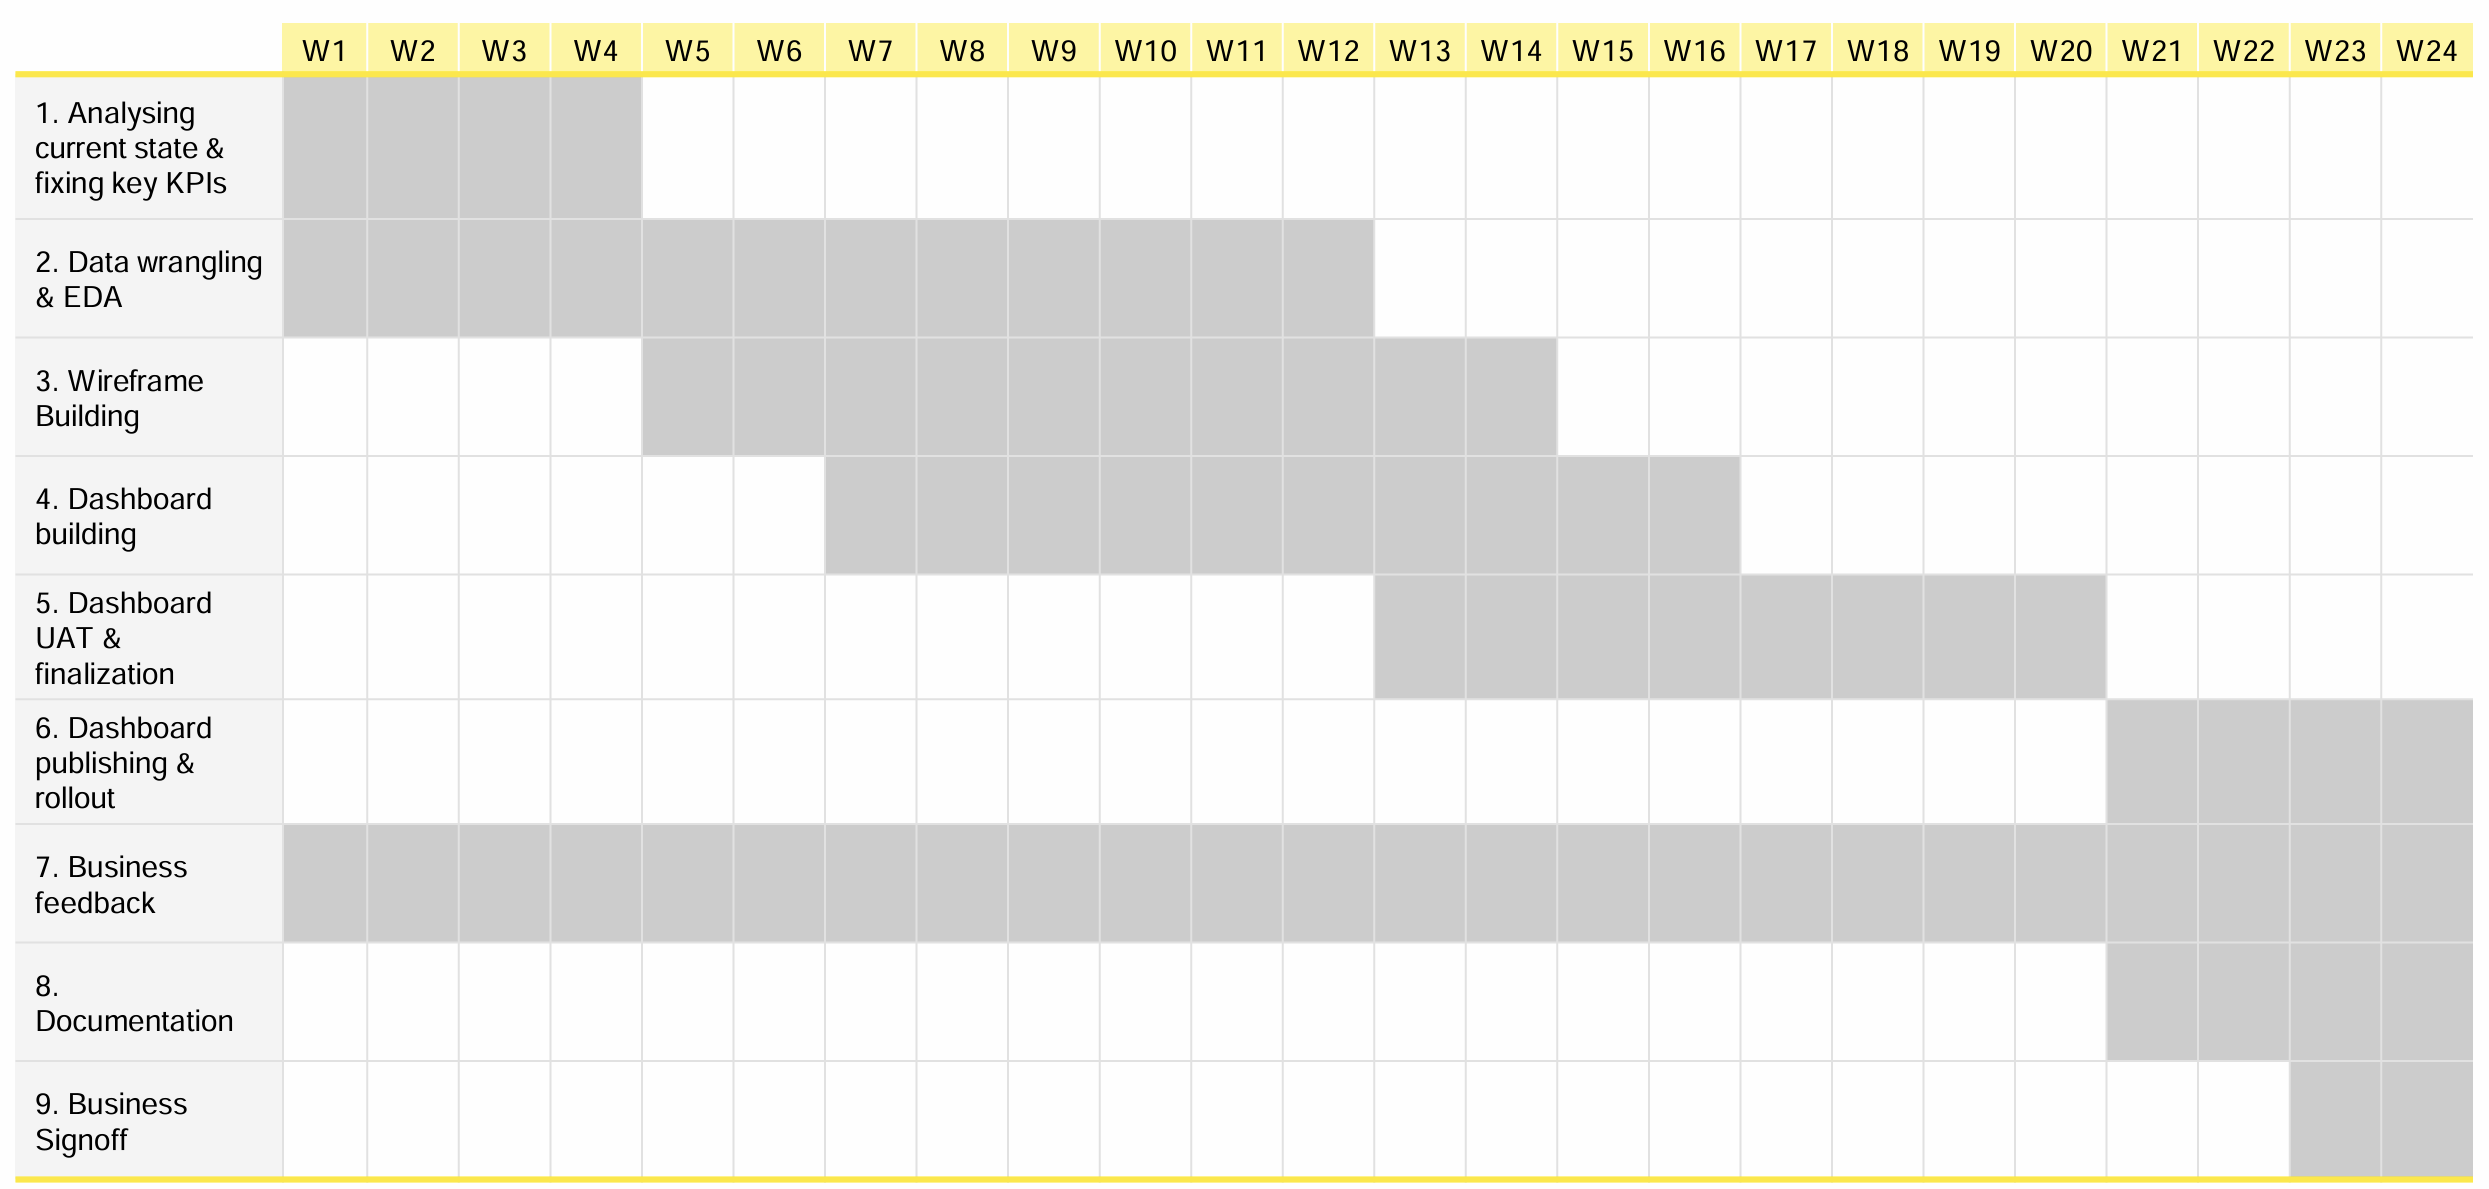 W1 W2 W3 W4 W5 W6 W7 W8 W9 W10 W11 W12 W13 W14 W15 W16 W17 W18 W19 W20 W21 W22 W23 W24
1. Analysing
current state &
fixing key KPIs
2. Data wrangling
& EDA
3. Wireframe
Building
4. Dashboard
building
5. Dashboard
UAT &
finalization
6. Dashboard
publishing &
rollout
7. Business
feedback
8.
Documentation
9. Business
Signoff